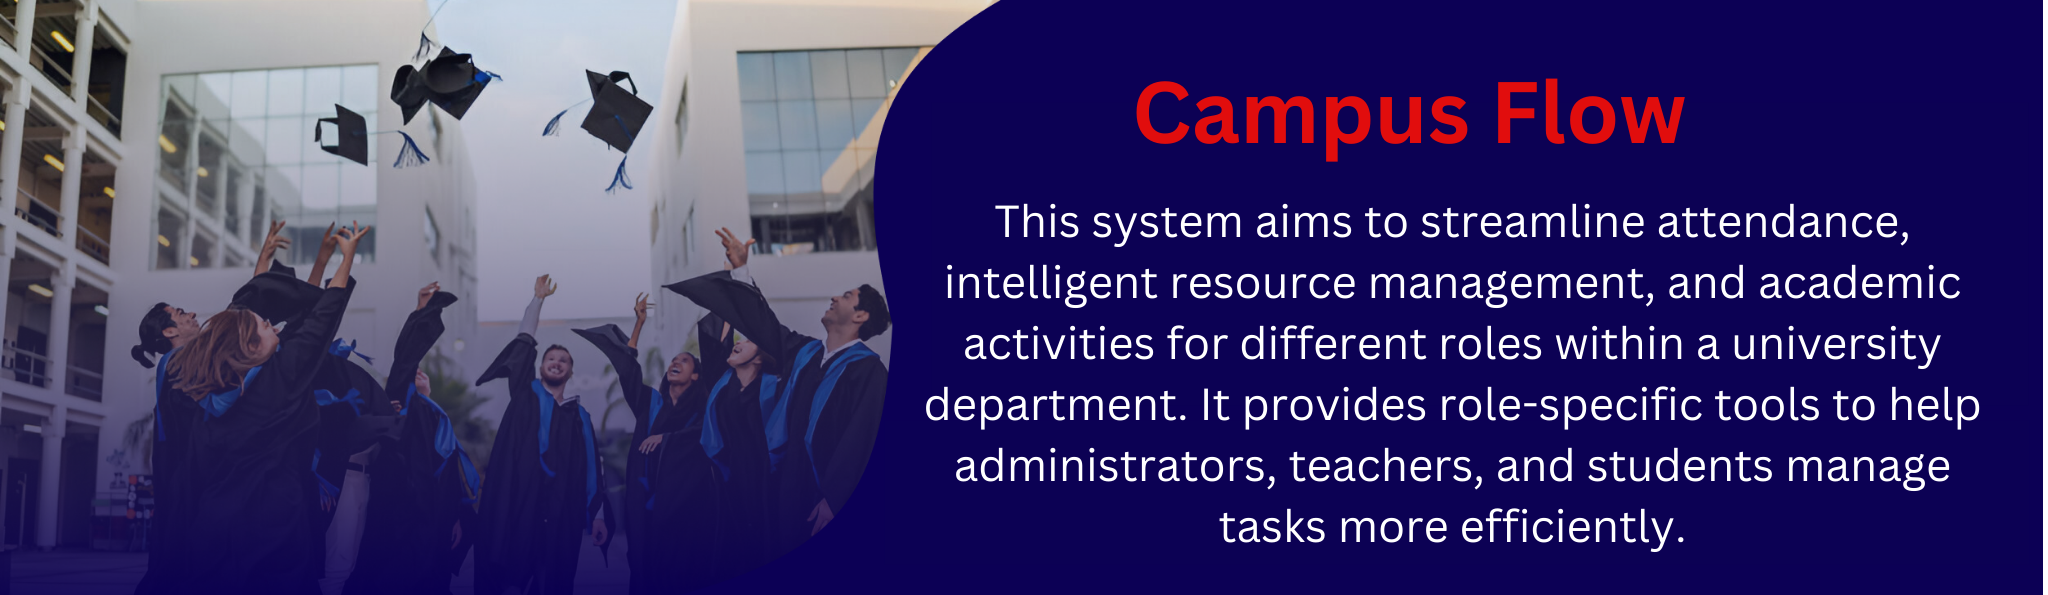 Campus Flow
This system aims to streamline attendance,
intelligent resource management, and academic
activities for different roles within a university
department. It provides role-specific tools to help
administrators, teachers, and students manage
tasks more efficiently.